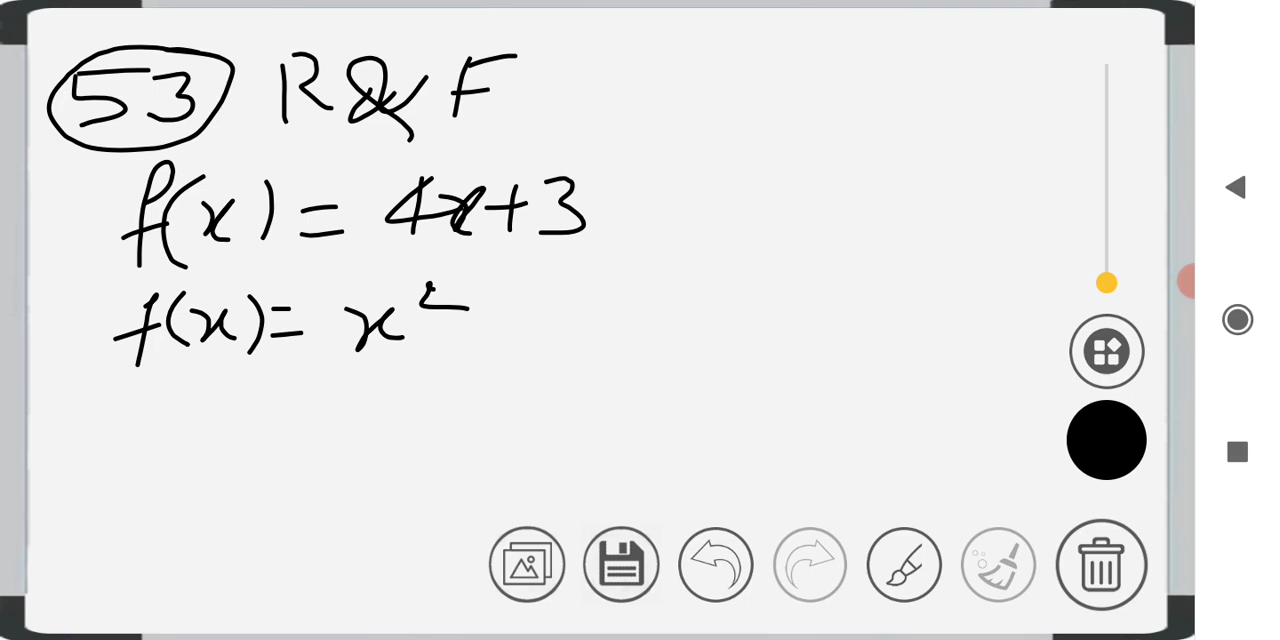 53 R & F
f(x) = 4x+3
f(x) = x²